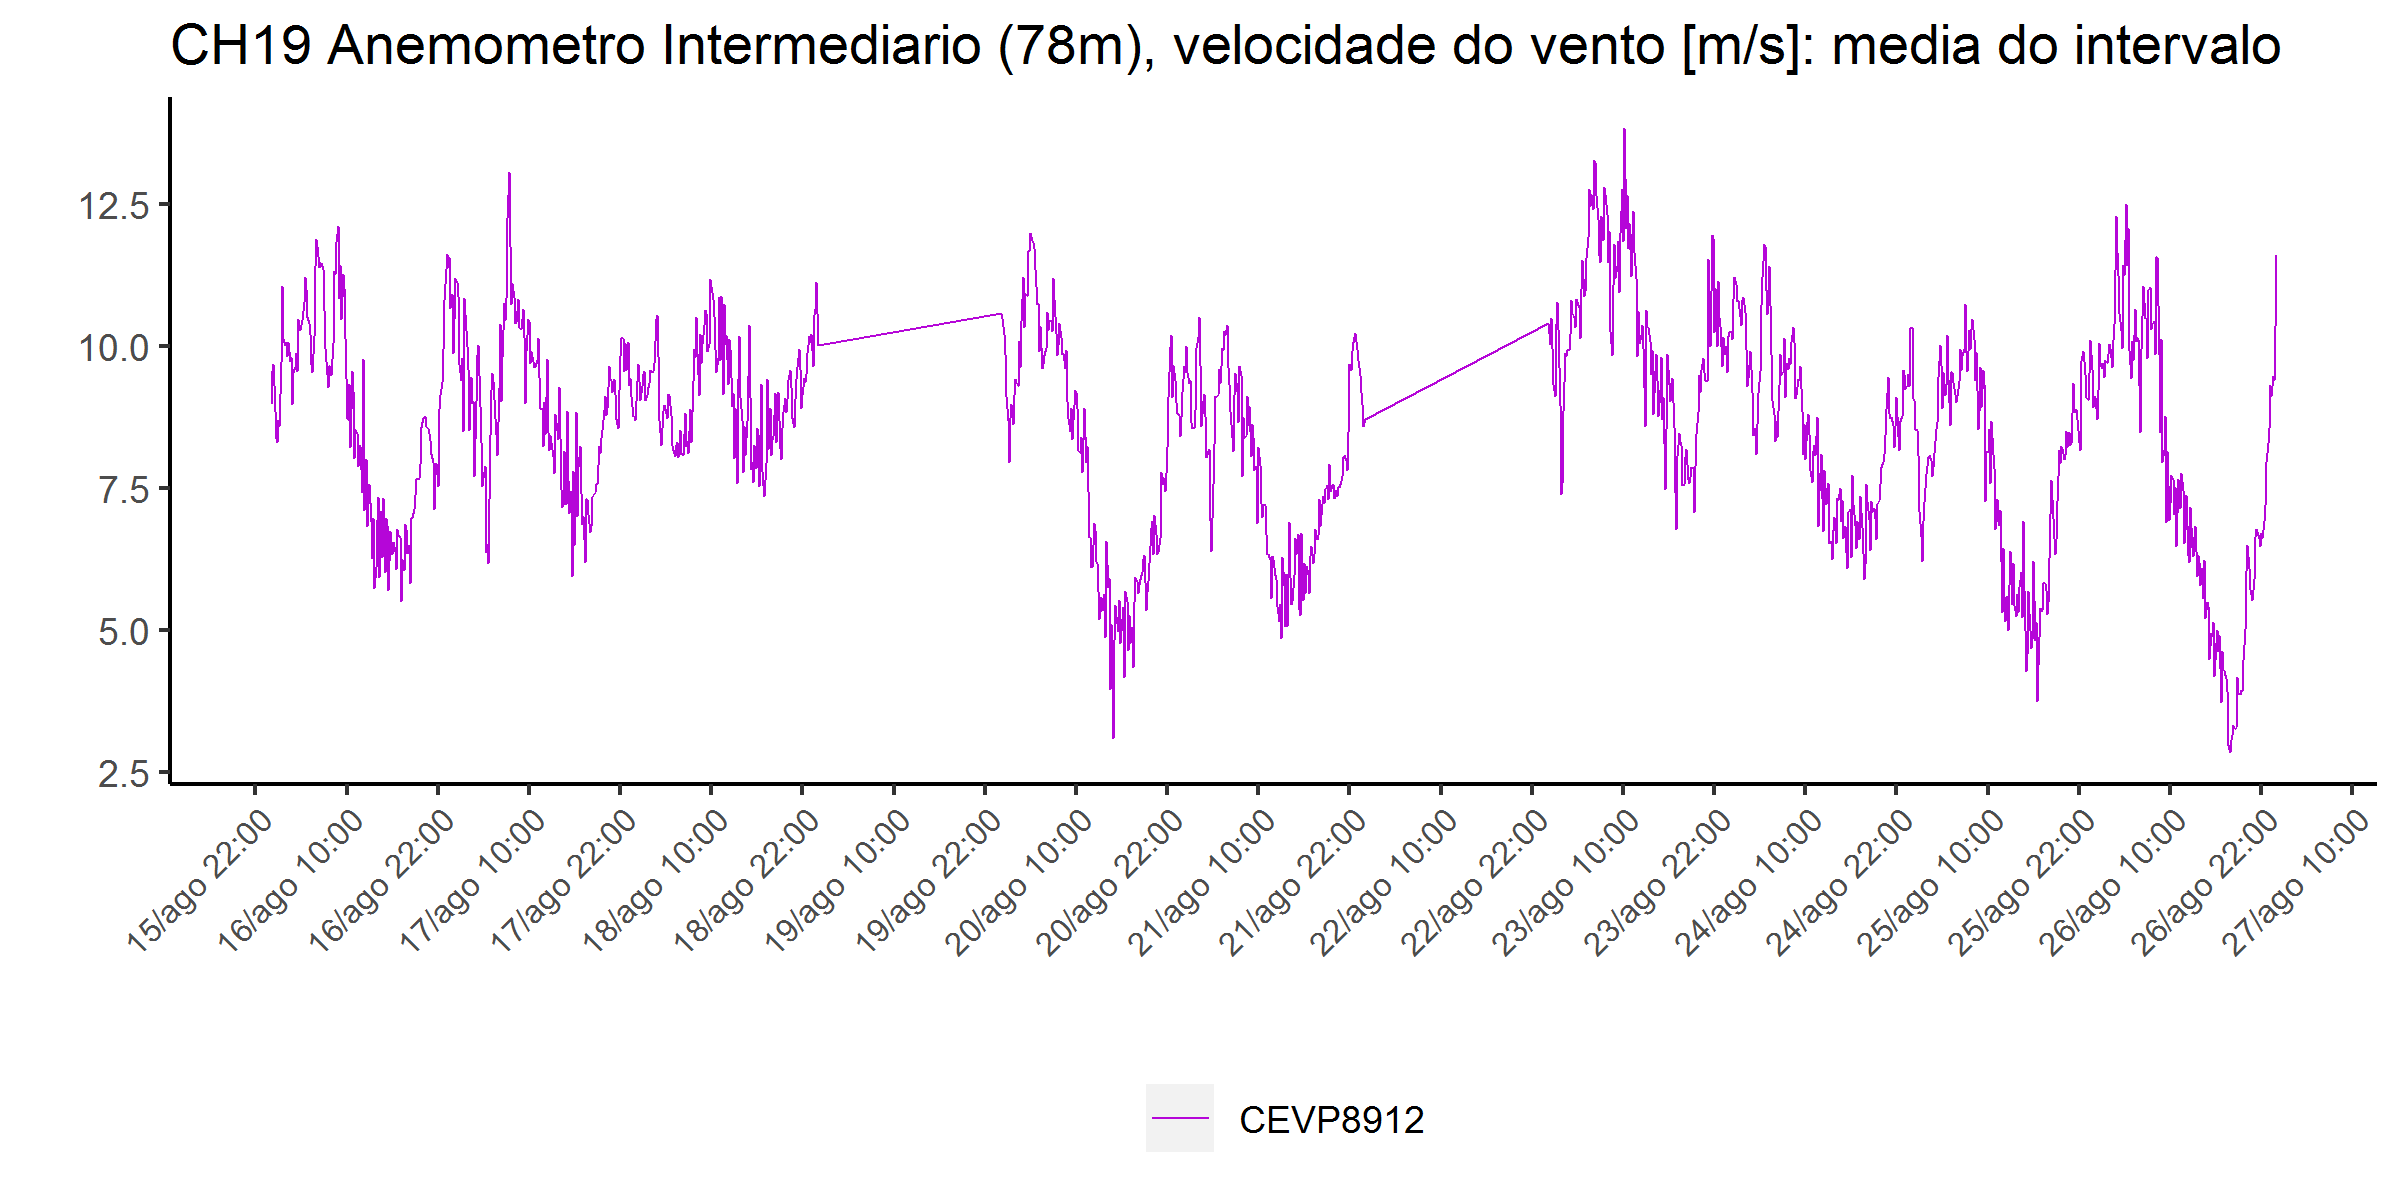 CH19 Anemometro Intermediario (78m), velocidade do vento [m/s]: media do intervalo
12.5
10.0
7.5
5.0
2.5
15/ago 22:00
16/ago 10:00
16/ago 22:00
17/ago 10:00
17/ago 22:00
18/ago 10:00
18/ago 22:00
19/ago 10:00
19/ago 22:00
20/ago 10:00
20/ago 22:00
21/ago 10:00
21/ago 22:00
22/ago 10:00
22/ago 22:00
23/ago 10:00
23/ago 22:00
24/ago 10:00
24/ago 22:00
25/ago 10:00
25/ago 22:00
26/ago 10:00
26/ago 22:00
27/ago 10:00
CEVP8912